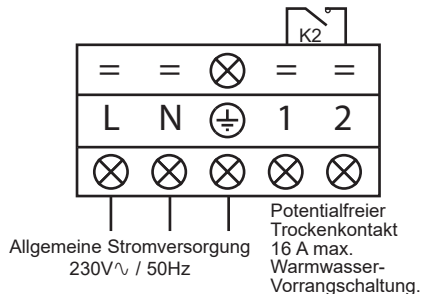 K2
= = = =
L N 1 2
Allgemeine Stromversorgung
230V∿ / 50Hz
Potentialfreier
Trockenkontakt
16 A max.
Warmwasser-
Vorrangschaltung.